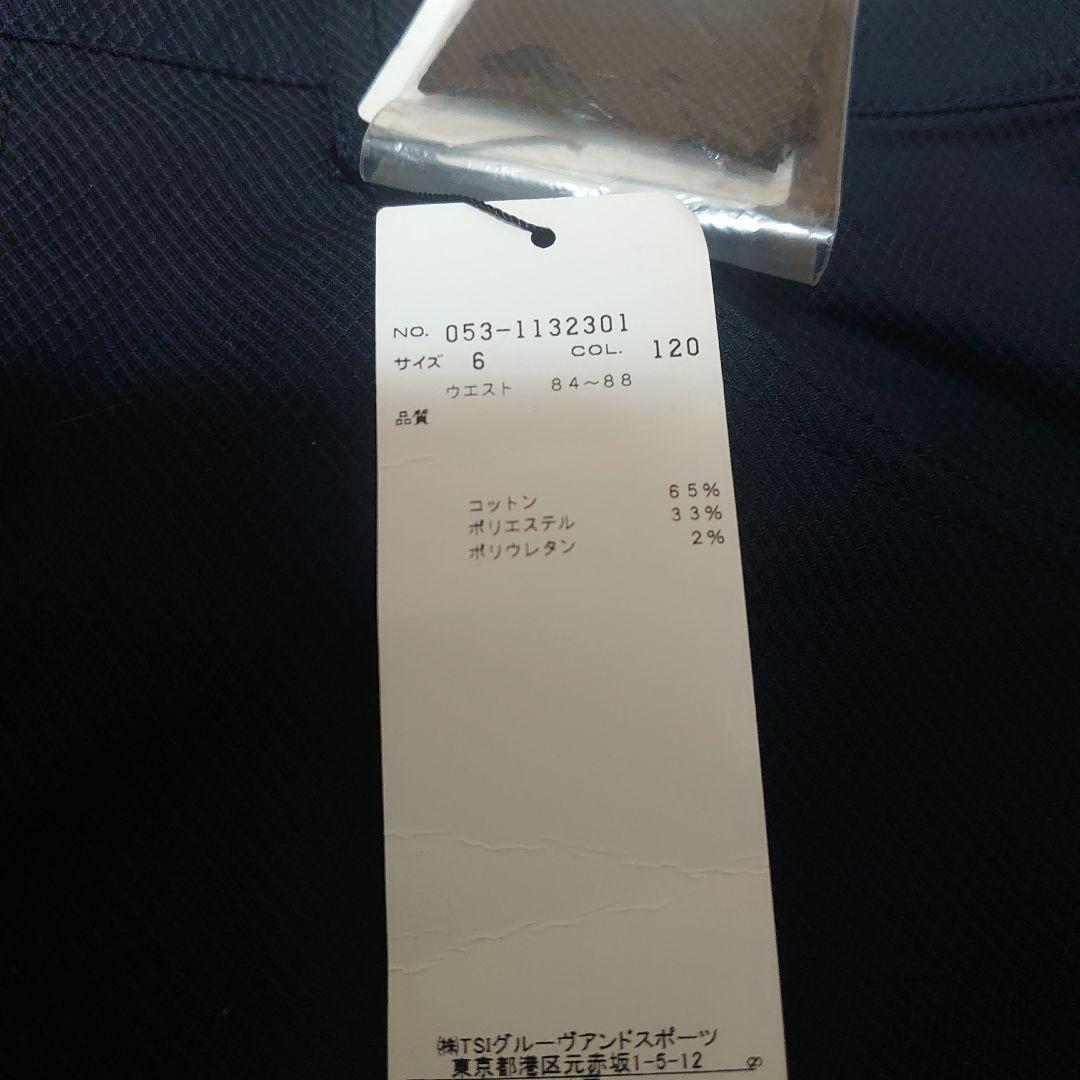 NO. 053-1132301
サイズ 6 COL. 120
ウエスト 84~88
品質
コットン 65%
ポリエステル 33%
ポリウレタン 2%
㈱TSIグルーヴアンドスポーツ
東京都港区元赤坂1-5-12